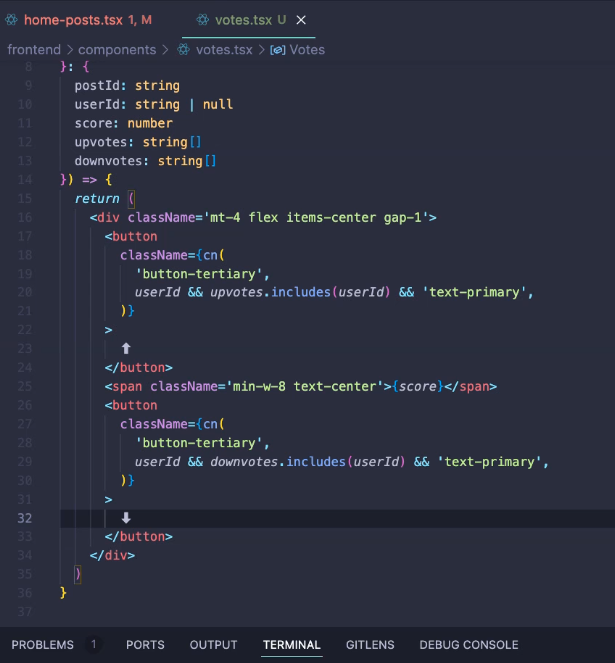 home-posts.tsx 1, M votes.tsx U
frontend > components > votes.tsx > Votes
8 }: {
9 postId: string
10 userId: string | null
11 score: number
12 upvotes: string[]
13 downvotes: string[]
14 }) => {
15 return (
16 <div className='mt-4 flex items-center gap-1'>
17 <button
18 className={cn(
19 'button-tertiary',
20 userId && upvotes.includes(userId) && 'text-primary',
21 )}
22 >
23 ⬆
24 </button>
25 <span className='min-w-8 text-center'>{score}</span>
26 <button
27 className={cn(
28 'button-tertiary',
29 userId && downvotes.includes(userId) && 'text-primary',
30 )}
31 >
32 ⬇
33 </button>
34 </div>
35 )
36 }
37
PROBLEMS 1 PORTS OUTPUT TERMINAL GITLENS DEBUG CONSOLE